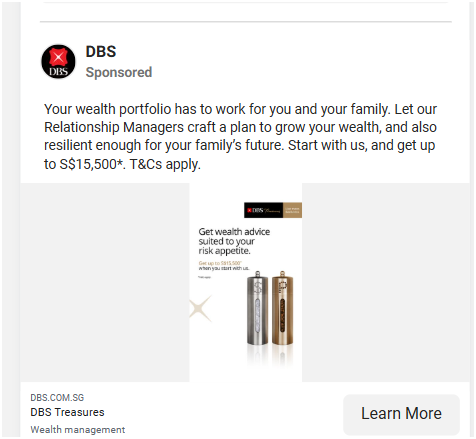 DBS
Sponsored
DBS
Your wealth portfolio has to work for you and your family. Let our
Relationship Managers craft a plan to grow your wealth, and also
resilient enough for your family's future. Start with us, and get up
to S$15,500*. T&Cs apply.
DBS
Get wealth advice
suited to your
risk appetite.
Get up to S$15,500*
when you start with us.
DBS.COM.SG
DBS Treasures
Wealth management
Learn More